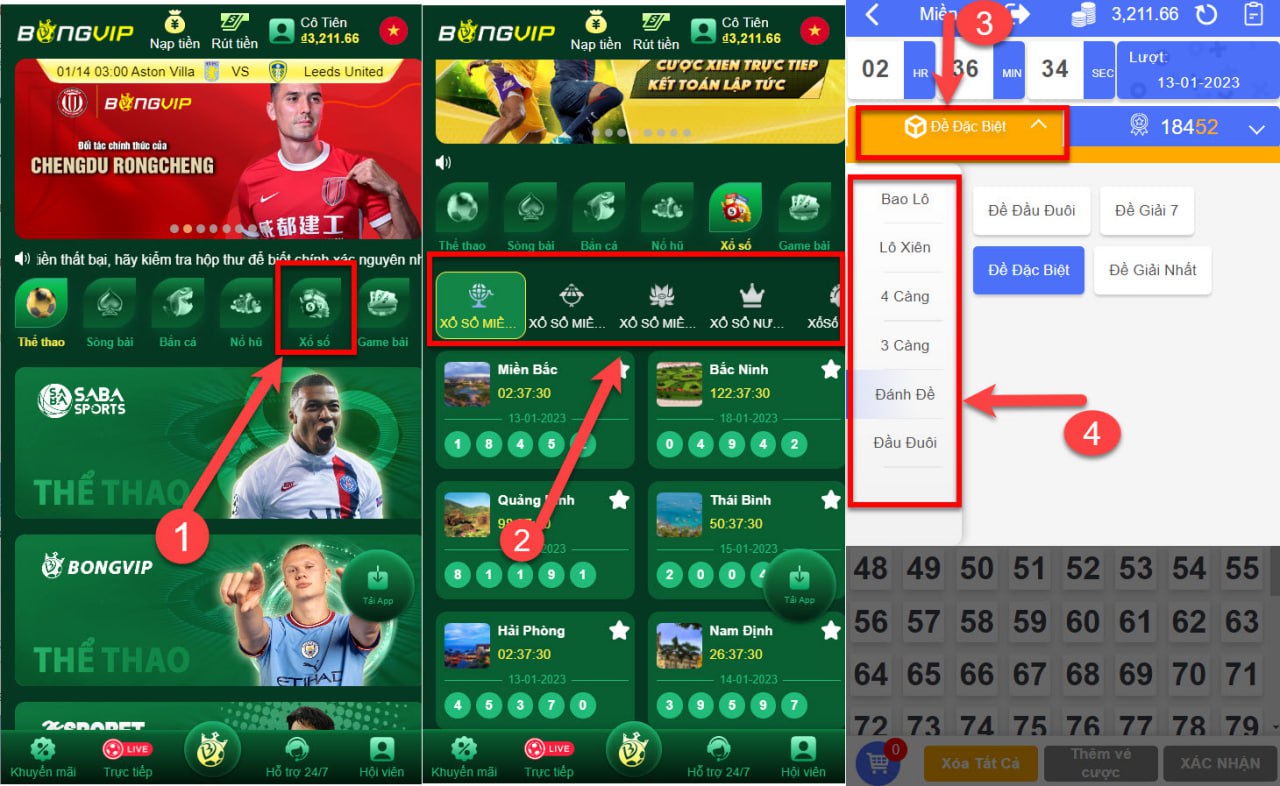 BONGVIP
Nạp tiền
Rút tiền
Cô Tiên
₫3,211.66
01/14 03:00 Aston Villa VS Leeds United
BONGVIP
Đối tác chính thức của
CHENGDU RONGCHENG
成都建工
tiền thất bại, hãy kiểm tra hộp thư để biết chính xác nguyên nh
Thể thao
Sòng bài
Bắn cá
Nổ hũ
Xổ số
Game bài
1
SABA
SPORTS
THỂ THAO
BONGVIP
THỂ THAO
ETIHAD
Tải App
Khuyến mãi
LIVE
Trực tiếp
Hỗ trợ 24/7
Hội viên
BONGVIP
Nạp tiền
Rút tiền
Cô Tiên
₫3,211.66
CƯỢC XIÊN TRỰC TIẾP
KẾT TOÁN LẬP TỨC
Thể thao
Sòng bài
Bắn cá
Nổ hũ
Xổ số
Game bài
XỔ SỐ MIỀ...
XỔ SỐ MIỀ...
XỔ SỐ MIỀ...
XỔ SỐ NƯ...
XổSố
Miền Bắc
02:37:30
13-01-2023
1 8 4 5
Bắc Ninh
122:37:30
18-01-2023
0 4 9 4 2
2
8 1 1 9 1
Thái Bình
50:37:30
15-01-2023
2 0 0 4
Tải App
Hải Phòng
02:37:30
13-01-2023
4 5 3 7 0
Nam Định
26:37:30
14-01-2023
3 9 5 9 7
Khuyến mãi
LIVE
Trực tiếp
Hỗ trợ 24/7
Hội viên
3
3,211.66
02 HR 36 MIN 34 SEC
Lượt:
13-01-2023
Đề Đặc Biệt
18452
Bao Lô
Lô Xiên
4 Càng
3 Càng
Đánh Đề
Đầu Đuôi
Đề Đầu Đuôi
Đề Giải 7
Đề Đặc Biệt
Đề Giải Nhất
4
48 49 50 51 52 53 54 55
56 57 58 59 60 61 62 63
64 65 66 67 68 69 70 71
72 73 74 75 76 77 78 79
0
Xóa Tất Cả
Thêm vé
cược
XÁC NHẬN